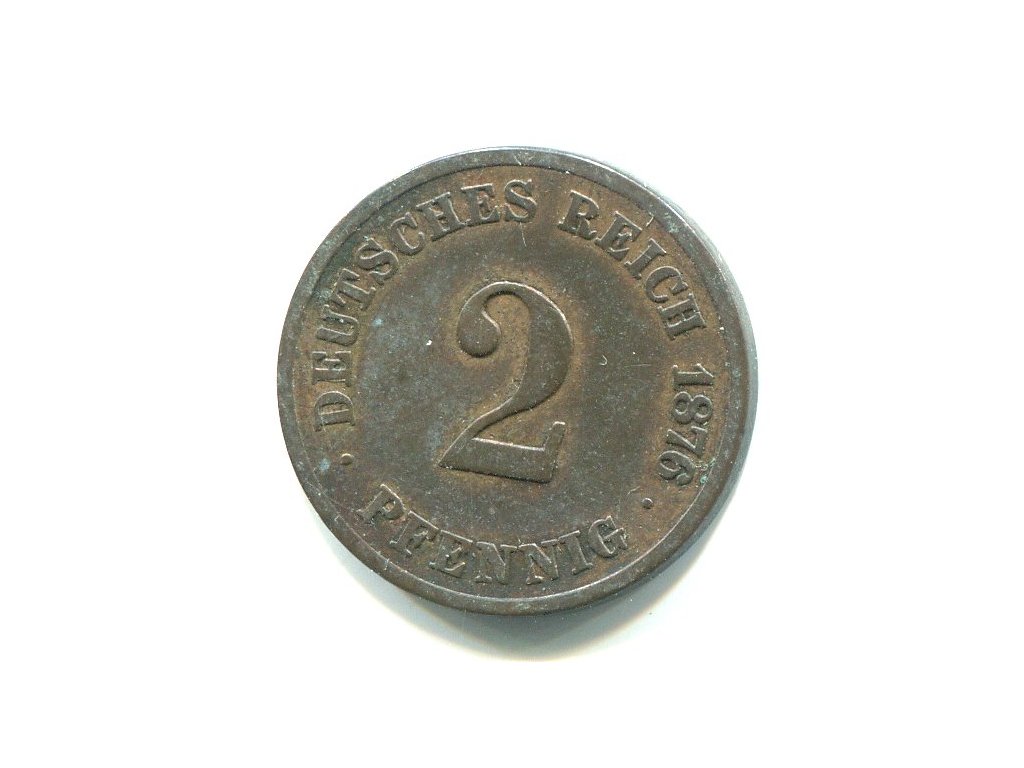 · DEUTSCHES REICH 1876 ·
2
PFENNIG